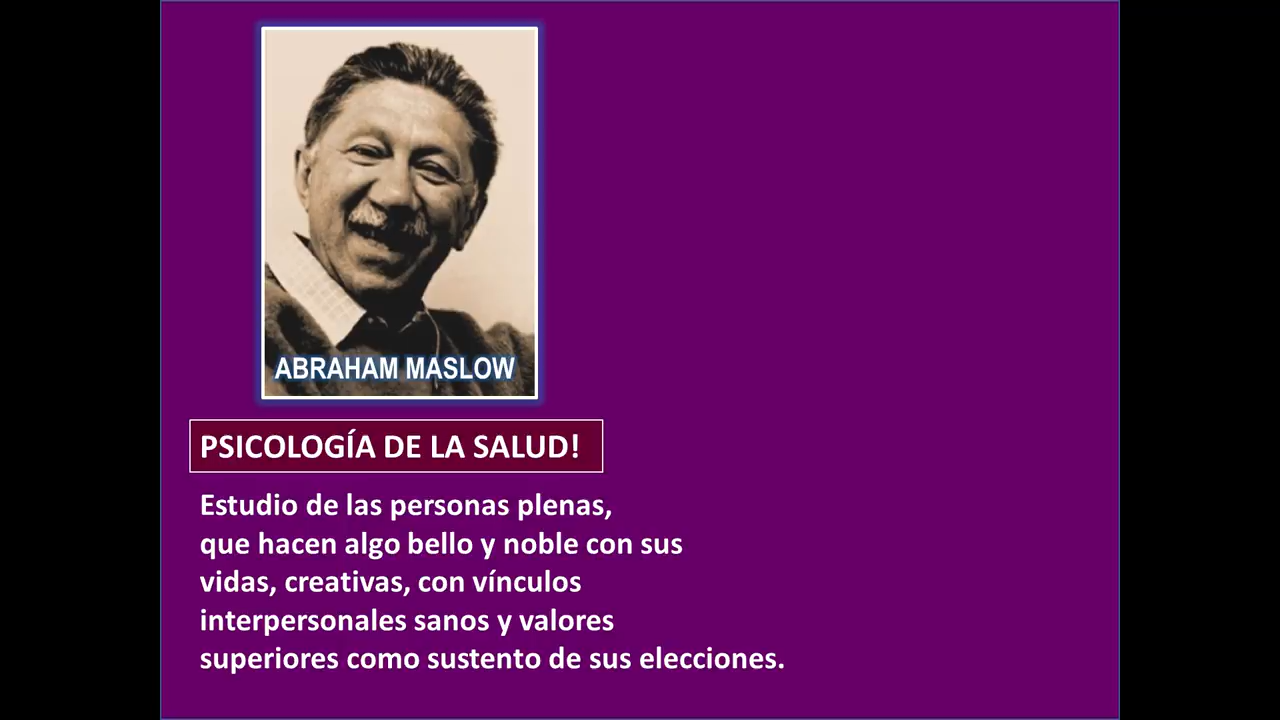 ABRAHAM MASLOW
PSICOLOGÍA DE LA SALUD!
Estudio de las personas plenas,
que hacen algo bello y noble con sus
vidas, creativas, con vínculos
interpersonales sanos y valores
superiores como sustento de sus elecciones.